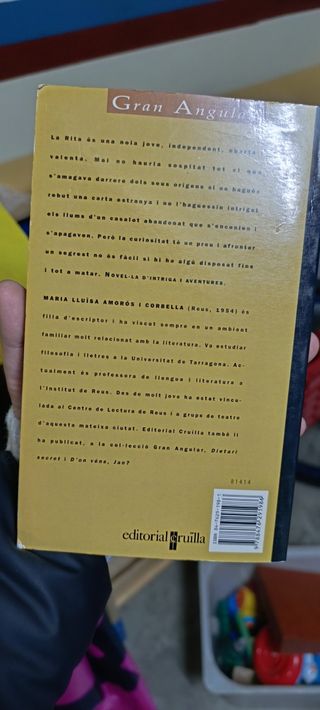 Gran Angula
La Rita és una noia jove, independent, oberta i
valenta. Mai no hauria sospitat tot el que
s'amagava darrere dels seus orígens si no hagués
rebut una carta estranya i no l'haguessin intrigat
els llums d'un casalot abandonat que s'encenien i
s'apagaven. Però la curiositat té un preu i afrontar
un segrest no és fàcil si hi ha algú disposat fins
i tot a matar. Novel·la d'intriga i aventures.
MARIA LLUÏSA AMORÓS I CORBELLA (Reus, 1954) és
filla d'escriptor i ha viscut sempre en un ambient
familiar molt relacionat amb la literatura. Va estudiar
filosofia i lletres a la Universitat de Tarragona. Ac-
tualment és professora de llengua i literatura a
l'Institut de Reus. Des de molt jove ha estat vincu-
lada al Centre de Lectura de Reus i a grups de teatre
d'aquesta mateixa ciutat. Editorial Cruïlla també li
ha publicat, a la col·lecció Gran Angular, Dietari
secret i D'on véns, Jan?
81414
editorial cruïlla